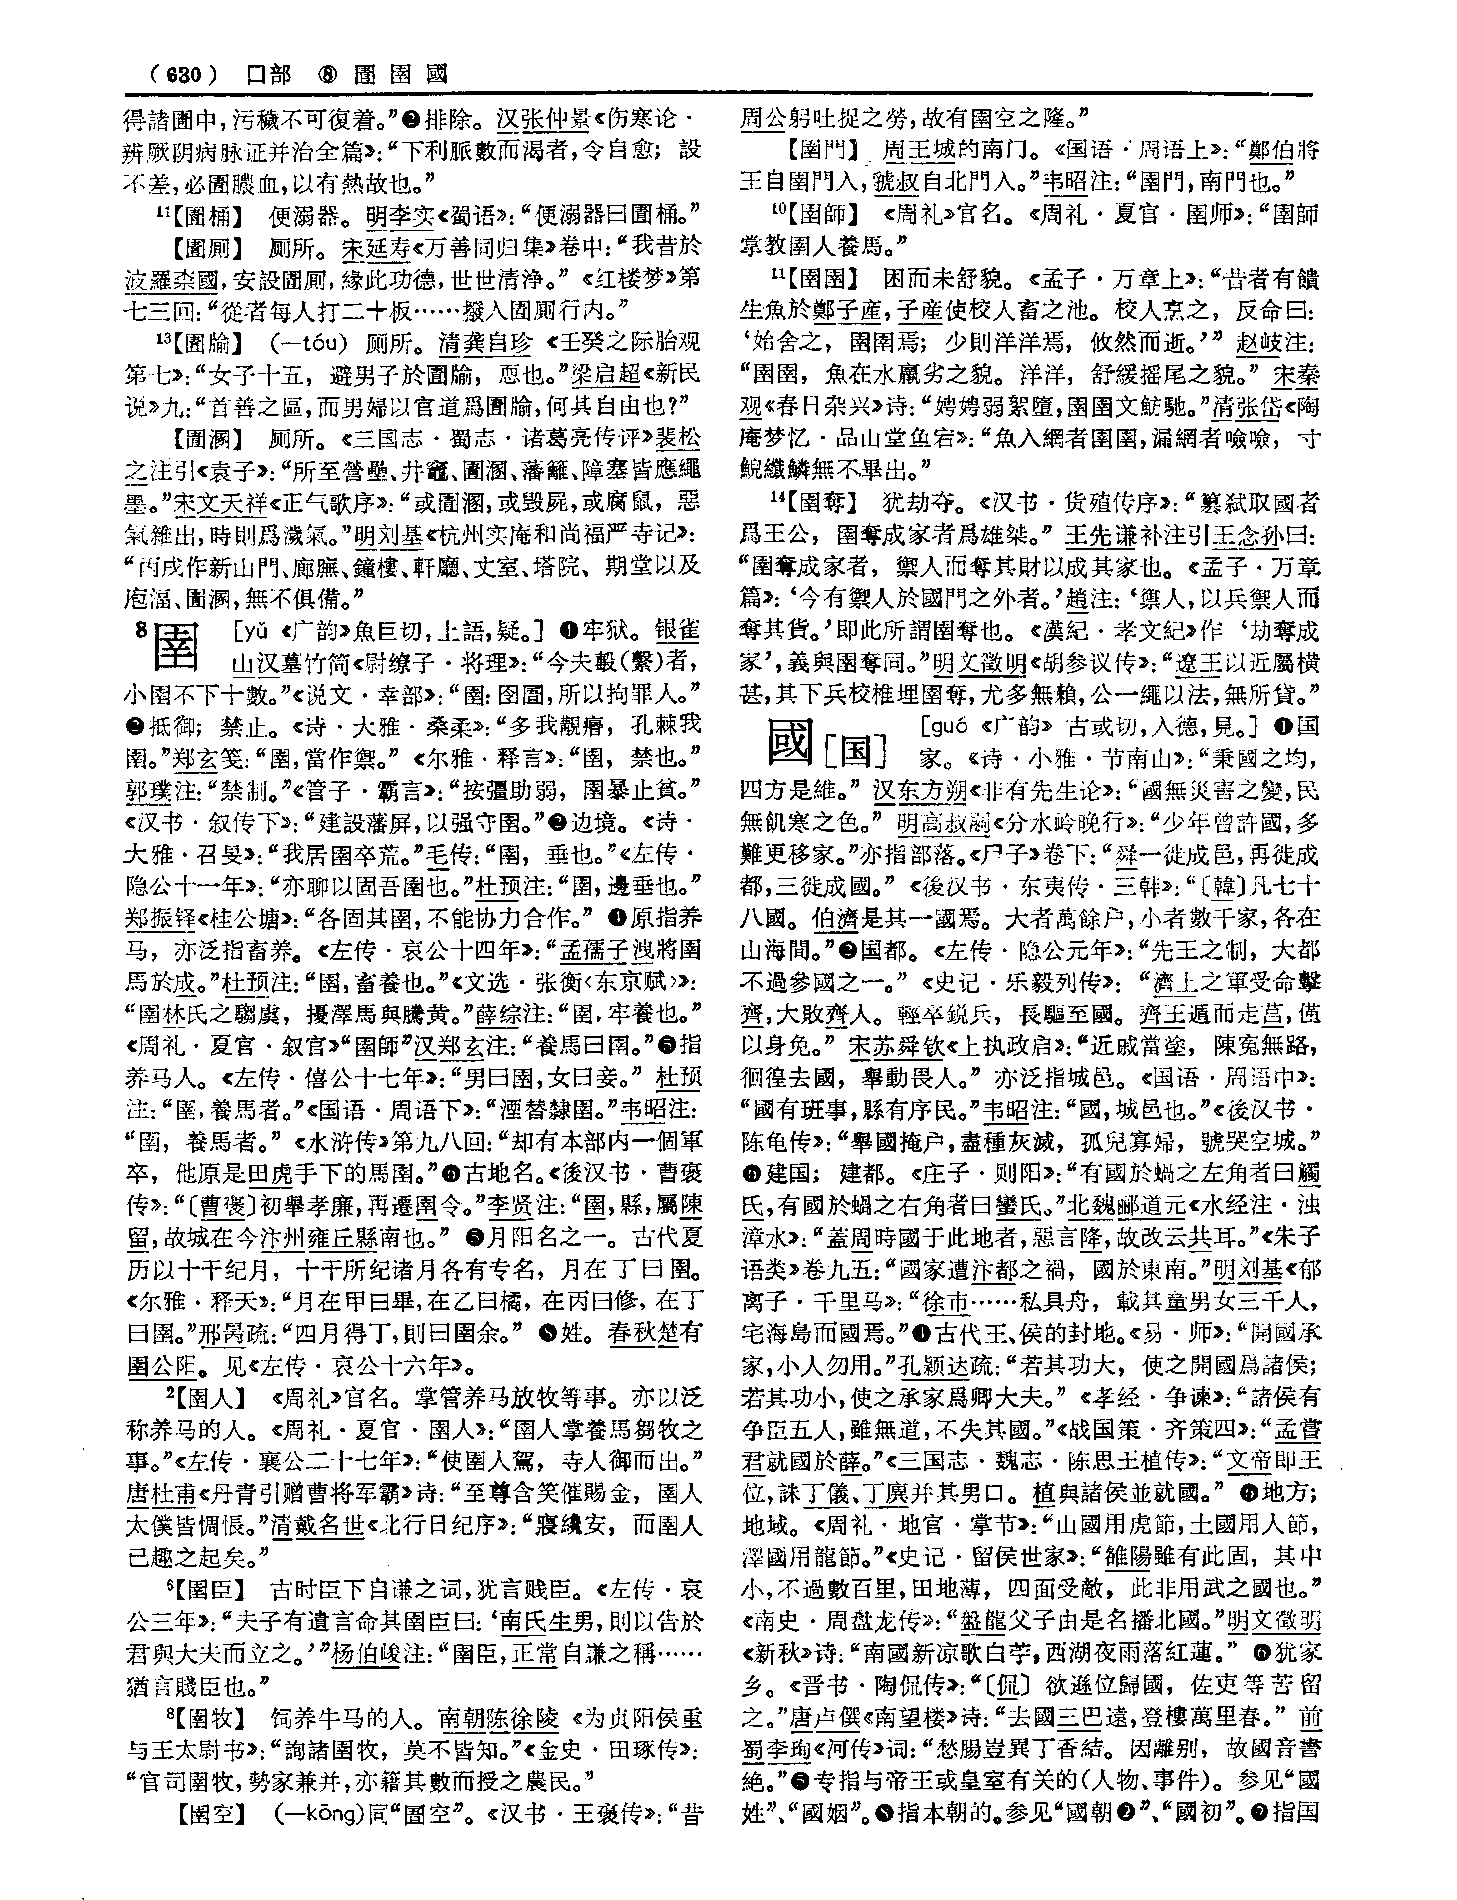 （630） 口部 ⑧ 圊圉國
得諸圊中,污穢不可復着。”❷排除。汉张仲景《伤寒论·
辨厥阴病脉证并治全篇》:“下利脈數而渴者,令自愈；設
不差,必圊膿血,以有熱故也。”
¹¹【圊桶】 便溺器。明李实《蜀语》:“便溺器曰圊桶。”
【圊厠】 厕所。宋延寿《万善同归集》卷中:“我昔於
波羅柰國,安設圊厠,緣此功德,世世清浄。”《红楼梦》第
七三回:“從者每人打二十板……撥入圊厠行内。”
¹³【圊牏】 (—tóu) 厕所。清龚自珍《壬癸之际胎观
第七》:“女子十五，避男子於圊牏，恧也。”梁启超《新民
说》九:“首善之區,而男婦以官道爲圊牏,何其自由也?”
【圊溷】 厕所。《三国志·蜀志·诸葛亮传评》裴松
之注引《袁子》:“所至營壘、井竈、圊溷、藩籬、障塞皆應繩
墨。”宋文天祥《正气歌序》:“或圊溷,或毁屍,或腐鼠，惡
氣雜出,時則爲濊氣。”明刘基《杭州实庵和尚福严寺记》:
“丙戌作新山門、廊廡、鐘樓、軒廳、丈室、塔院、期堂以及
庖湢、圊溷,無不俱備。”
8圉 [yǔ 《广韵》魚巨切,上語,疑。] ❶牢狱。银雀
山汉墓竹简《尉缭子·将理》:“今夫毄(繫)者,
小圉不下十數。”《说文·㚔部》:“圉:囹圄,所以拘罪人。”
❷抵御；禁止。《诗·大雅·桑柔》:“多我觏痻，孔棘我
圉。”郑玄笺:“圉,當作禦。”《尔雅·释言》:“圉，禁也。”
郭璞注:“禁制。”《管子·霸言》:“按彊助弱，圉暴止貧。”
《汉书·叙传下》:“建設藩屏,以强守圉。”❸边境。《诗·
大雅·召旻》:“我居圉卒荒。”毛传:“圉，垂也。”《左传·
隐公十一年》:“亦聊以固吾圉也。”杜预注:“圉,邊垂也。”
郑振铎《桂公塘》:“各固其圉,不能协力合作。”❹原指养
马，亦泛指畜养。《左传·哀公十四年》:“孟孺子洩將圉
馬於成。”杜预注:“圉,畜養也。”《文选·张衡〈东京赋〉》:
“圉林氏之騶虞，擾澤馬與騰黄。”薛综注:“圉,牢養也。”
《周礼·夏官·叙官》“圉師”汉郑玄注:“養馬曰圉。”❺指
养马人。《左传·僖公十七年》:“男曰圉,女曰妾。”杜预
注:“圉,養馬者。”《国语·周语下》:“湮替隸圉。”韦昭注:
“圉，養馬者。”《水浒传》第九八回:“却有本部内一個軍
卒，他原是田虎手下的馬圉。”❻古地名。《後汉书·曹褒
传》:“〔曹褒〕初舉孝廉,再遷圉令。”李贤注:“圉,縣,屬陳
留,故城在今汴州雍丘縣南也。”❼月阳名之一。古代夏
历以十干纪月，十干所纪诸月各有专名，月在丁曰圉。
《尔雅·释天》:“月在甲曰畢,在乙曰橘，在丙曰修，在丁
曰圉。”邢昺疏:“四月得丁,則曰圉余。”❽姓。春秋楚有
圉公阳。见《左传·哀公十六年》。
²【圉人】 《周礼》官名。掌管养马放牧等事。亦以泛
称养马的人。《周礼·夏官·圉人》:“圉人掌養馬芻牧之
事。”《左传·襄公二十七年》:“使圉人駕，寺人御而出。”
唐杜甫《丹青引赠曹将军霸》诗:“至尊含笑催賜金，圉人
太僕皆惆悵。”清戴名世《北行日纪序》:“寢纔安，而圉人
已趣之起矣。”
⁶【圉臣】 古时臣下自谦之词,犹言贱臣。《左传·哀
公三年》:“夫子有遺言命其圉臣曰:‘南氏生男,則以告於
君與大夫而立之。’”杨伯峻注:“圉臣,正常自谦之稱……
猶言賤臣也。”
⁸【圉牧】 饲养牛马的人。南朝陈徐陵《为贞阳侯重
与王太尉书》:“詢諸圉牧，莫不皆知。”《金史·田琢传》:
“官司圉牧,勢家兼并,亦籍其數而授之農民。”
【圉空】 (—kōng)同“囹空”。《汉书·王褒传》:“昔
周公躬吐捉之勞,故有圉空之隆。”
【圉門】 周王城的南门。《国语·周语上》:“鄭伯將
王自圉門入,虢叔自北門入。”韦昭注:“圉門,南門也。”
¹⁰【圉師】 《周礼》官名。《周礼·夏官·圉师》:“圉師
掌教圉人養馬。”
¹¹【圉圉】 困而未舒貌。《孟子·万章上》:“昔者有饋
生魚於鄭子産,子産使校人畜之池。校人烹之，反命曰:
‘始舍之，圉圉焉；少則洋洋焉，攸然而逝。’”赵岐注:
“圉圉，魚在水羸劣之貌。洋洋，舒緩摇尾之貌。”宋秦
观《春日杂兴》诗:“娉娉弱絮墮,圉圉文魴馳。”清张岱《陶
庵梦忆·品山堂鱼宕》:“魚入網者圉圉,漏網者噞噞，寸
鯢纖鱗無不畢出。”
¹⁴【圉奪】 犹劫夺。《汉书·货殖传序》:“篡弑取國者
爲王公，圉奪成家者爲雄桀。”王先谦补注引王念孙曰:
“圉奪成家者，禦人而奪其財以成其家也。《孟子·万章
篇》:‘今有禦人於國門之外者。’趙注:‘禦人,以兵禦人而
奪其貨。’即此所謂圉奪也。《漢紀·孝文紀》作‘劫奪成
家’,義與圉奪同。”明文徵明《胡参议传》:“遼王以近屬横
甚,其下兵校椎埋圉奪,尤多無賴,公一繩以法,無所貸。”
國[国] [guó 《广韵》古或切,入德,見。] ❶国
家。《诗·小雅·节南山》:“秉國之均，
四方是維。”汉东方朔《非有先生论》:“國無災害之變,民
無飢寒之色。”明高叔嗣《分水岭晚行》:“少年曾許國,多
難更移家。”亦指部落。《尸子》卷下:“舜一徙成邑,再徙成
都,三徙成國。”《後汉书·东夷传·三韩》:“〔韓〕凡七十
八國。伯濟是其一國焉。大者萬餘户,小者數千家,各在
山海間。”❷国都。《左传·隐公元年》:“先王之制，大都
不過參國之一。”《史记·乐毅列传》:“濟上之軍受命擊
齊,大敗齊人。輕卒鋭兵，長驅至國。齊王遁而走莒,僅
以身免。”宋苏舜钦《上执政启》:“近戚當塗，陳冤無路，
徊徨去國，舉動畏人。”亦泛指城邑。《国语·周语中》:
“國有班事,縣有序民。”韦昭注:“國,城邑也。”《後汉书·
陈龟传》:“舉國掩户,盡種灰滅，孤兒寡婦，號哭空城。”
❸建国；建都。《庄子·则阳》:“有國於蝸之左角者曰觸
氏,有國於蝸之右角者曰蠻氏。”北魏郦道元《水经注·浊
漳水》:“蓋周時國于此地者,惡言降,故改云共耳。”《朱子
语类》卷九五:“國家遭汴都之禍，國於東南。”明刘基《郁
离子·千里马》:“徐市……私具舟，載其童男女三千人，
宅海島而國焉。”❹古代王、侯的封地。《易·师》:“開國承
家,小人勿用。”孔颖达疏:“若其功大，使之開國爲諸侯；
若其功小,使之承家爲卿大夫。”《孝经·争谏》:“諸侯有
争臣五人,雖無道,不失其國。”《战国策·齐策四》:“孟嘗
君就國於薛。”《三国志·魏志·陈思王植传》:“文帝即王
位,誅丁儀、丁廙并其男口。植與諸侯並就國。”❺地方；
地域。《周礼·地官·掌节》:“山國用虎節,土國用人節,
澤國用龍節。”《史记·留侯世家》:“雒陽雖有此固，其中
小,不過數百里,田地薄，四面受敵，此非用武之國也。”
《南史·周盘龙传》:“盤龍父子由是名播北國。”明文徵明
《新秋》诗:“南國新凉歌白苧,西湖夜雨落紅蓮。”❻犹家
乡。《晋书·陶侃传》:“〔侃〕欲遜位歸國，佐吏等苦留
之。”唐卢僎《南望楼》诗:“去國三巴遠,登樓萬里春。”前
蜀李珣《河传》词:“愁腸豈異丁香結。因離别，故國音書
絶。”❼专指与帝王或皇室有关的(人物、事件)。参见“國
姓”、“國姻”。❽指本朝的。参见“國朝❷”、“國初”。❾指国